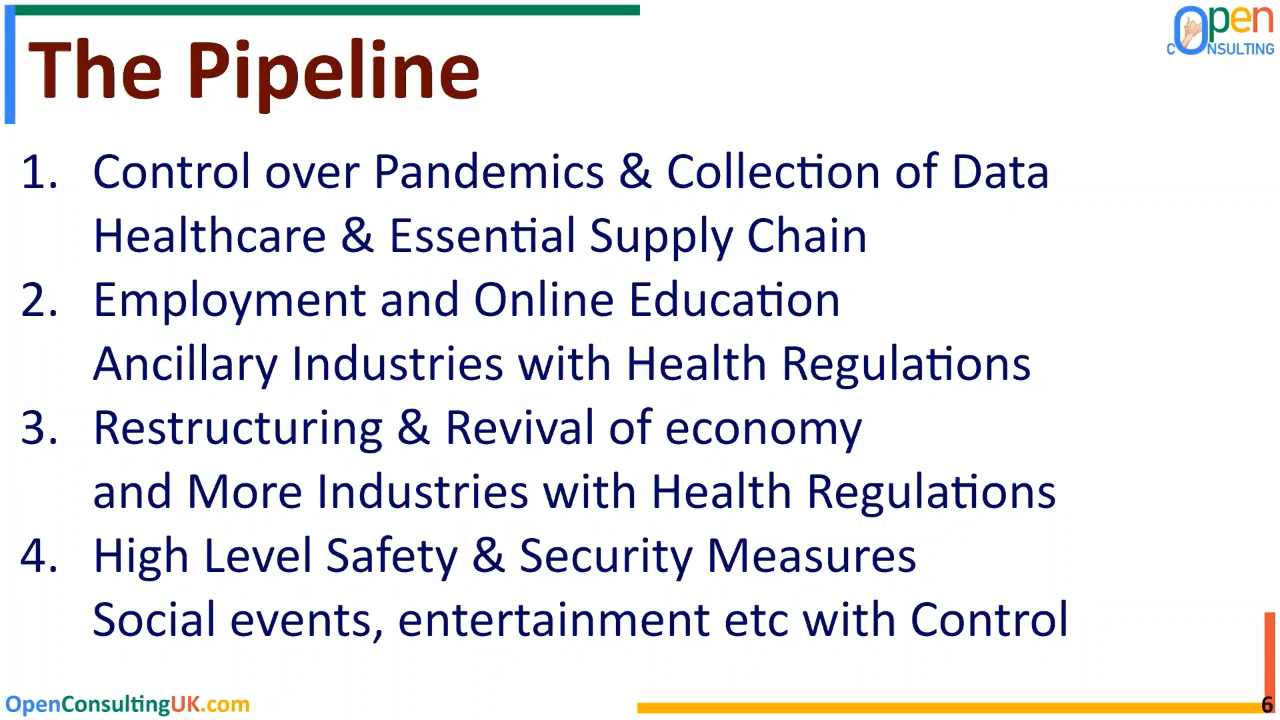 The Pipeline
Open
CONSULTING
1. Control over Pandemics & Collection of Data
Healthcare & Essential Supply Chain
2. Employment and Online Education
Ancillary Industries with Health Regulations
3. Restructuring & Revival of economy
and More Industries with Health Regulations
4. High Level Safety & Security Measures
Social events, entertainment etc with Control
OpenConsultingUK.com
6